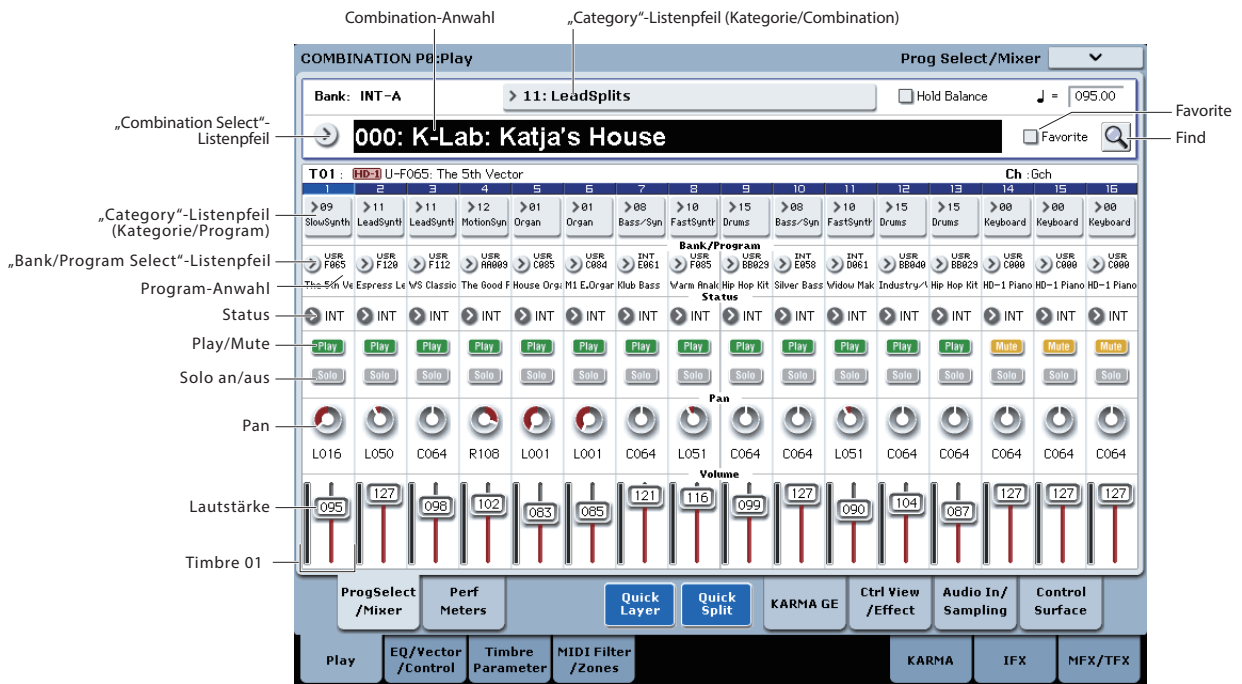 Combination-Anwahl
„Category“-Listenpfeil (Kategorie/Combination)
COMBINATION P0:Play
Prog Select/Mixer
Bank: INT-A
11: LeadSplits
Hold Balance
♩ = 095.00
Favorite
„Combination Select“-
Listenpfeil
000: K-Lab: Katja's House
Favorite
Find
T01 : HD-1 U-F065: The 5th Vector
Ch :Gch
1 2 3 4 5 6 7 8 9 10 11 12 13 14 15 16
„Category“-Listenpfeil
(Kategorie/Program)
09 11 11 12 01 01 08 10 15 08 10 15 15 00 00 00
SlowSynth LeadSynth LeadSynth MotionSyn Organ Organ Bass/Syn FastSynth Drums Bass/Syn FastSynth Drums Drums Keyboard Keyboard Keyboard
Bank/Program
„Bank/Program Select“-Listenpfeil
USR USR USR USR USR USR INT USR USR INT INT USR USR USR USR USR
F065 F120 F112 AA009 C085 C084 E061 F085 BB029 E058 D061 BB040 BB029 C000 C000 C000
Program-Anwahl
The 5th Ve Espress Le WS Classic The Good F House Orga M1 E.Organ Klub Bass Warm Anak Hip Hop Kit Silver Bass Widow Mak Industry/V Hip Hop Kit HD-1 Piano HD-1 Piano HD-1 Piano
Status
Status
INT INT INT INT INT INT INT INT INT INT INT INT INT INT INT INT
Play/Mute
Play Play Play Play Play Play Play Play Play Play Play Play Play Mute Mute Mute
Solo an/aus
Solo Solo Solo Solo Solo Solo Solo Solo Solo Solo Solo Solo Solo Solo Solo Solo
Pan
Pan
L016 L050 C064 R108 L001 L001 C064 L051 C064 C064 L051 C064 C064 C064 C064 C064
Volume
Lautstärke
095 127 098 102 083 085 121 116 099 127 090 104 087 127 127 127
Timbre 01
ProgSelect
/Mixer
Perf
Meters
Quick
Layer
Quick
Split
KARMA GE
Ctrl View
/Effect
Audio In/
Sampling
Control
Surface
Play
EQ/Vector
/Control
Timbre
Parameter
MIDI Filter
/Zones
KARMA
IFX
MFX/TFX